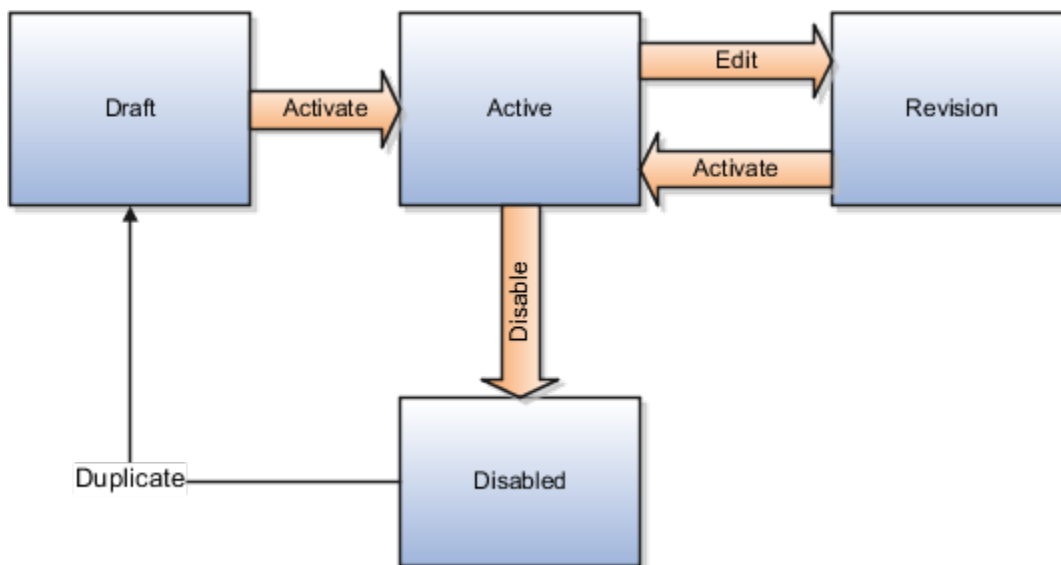 Draft
Activate
Active
Edit
Activate
Revision
Disable
Duplicate
Disabled